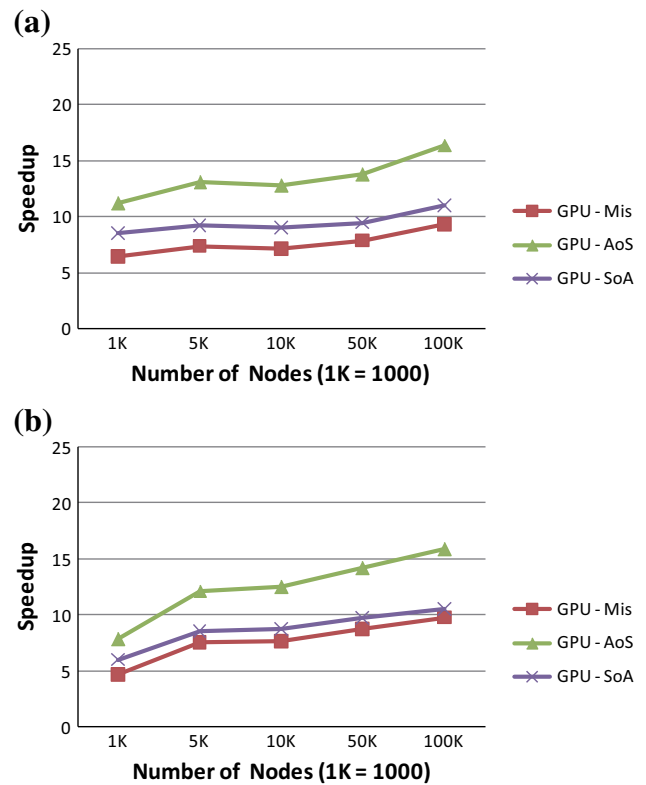 (a)
25
20
15
10
5
0
Speedup
1K 5K 10K 50K 100K
Number of Nodes (1K = 1000)
GPU - Mis
GPU - AoS
GPU - SoA
(b)
25
20
15
10
5
0
Speedup
1K 5K 10K 50K 100K
Number of Nodes (1K = 1000)
GPU - Mis
GPU - AoS
GPU - SoA